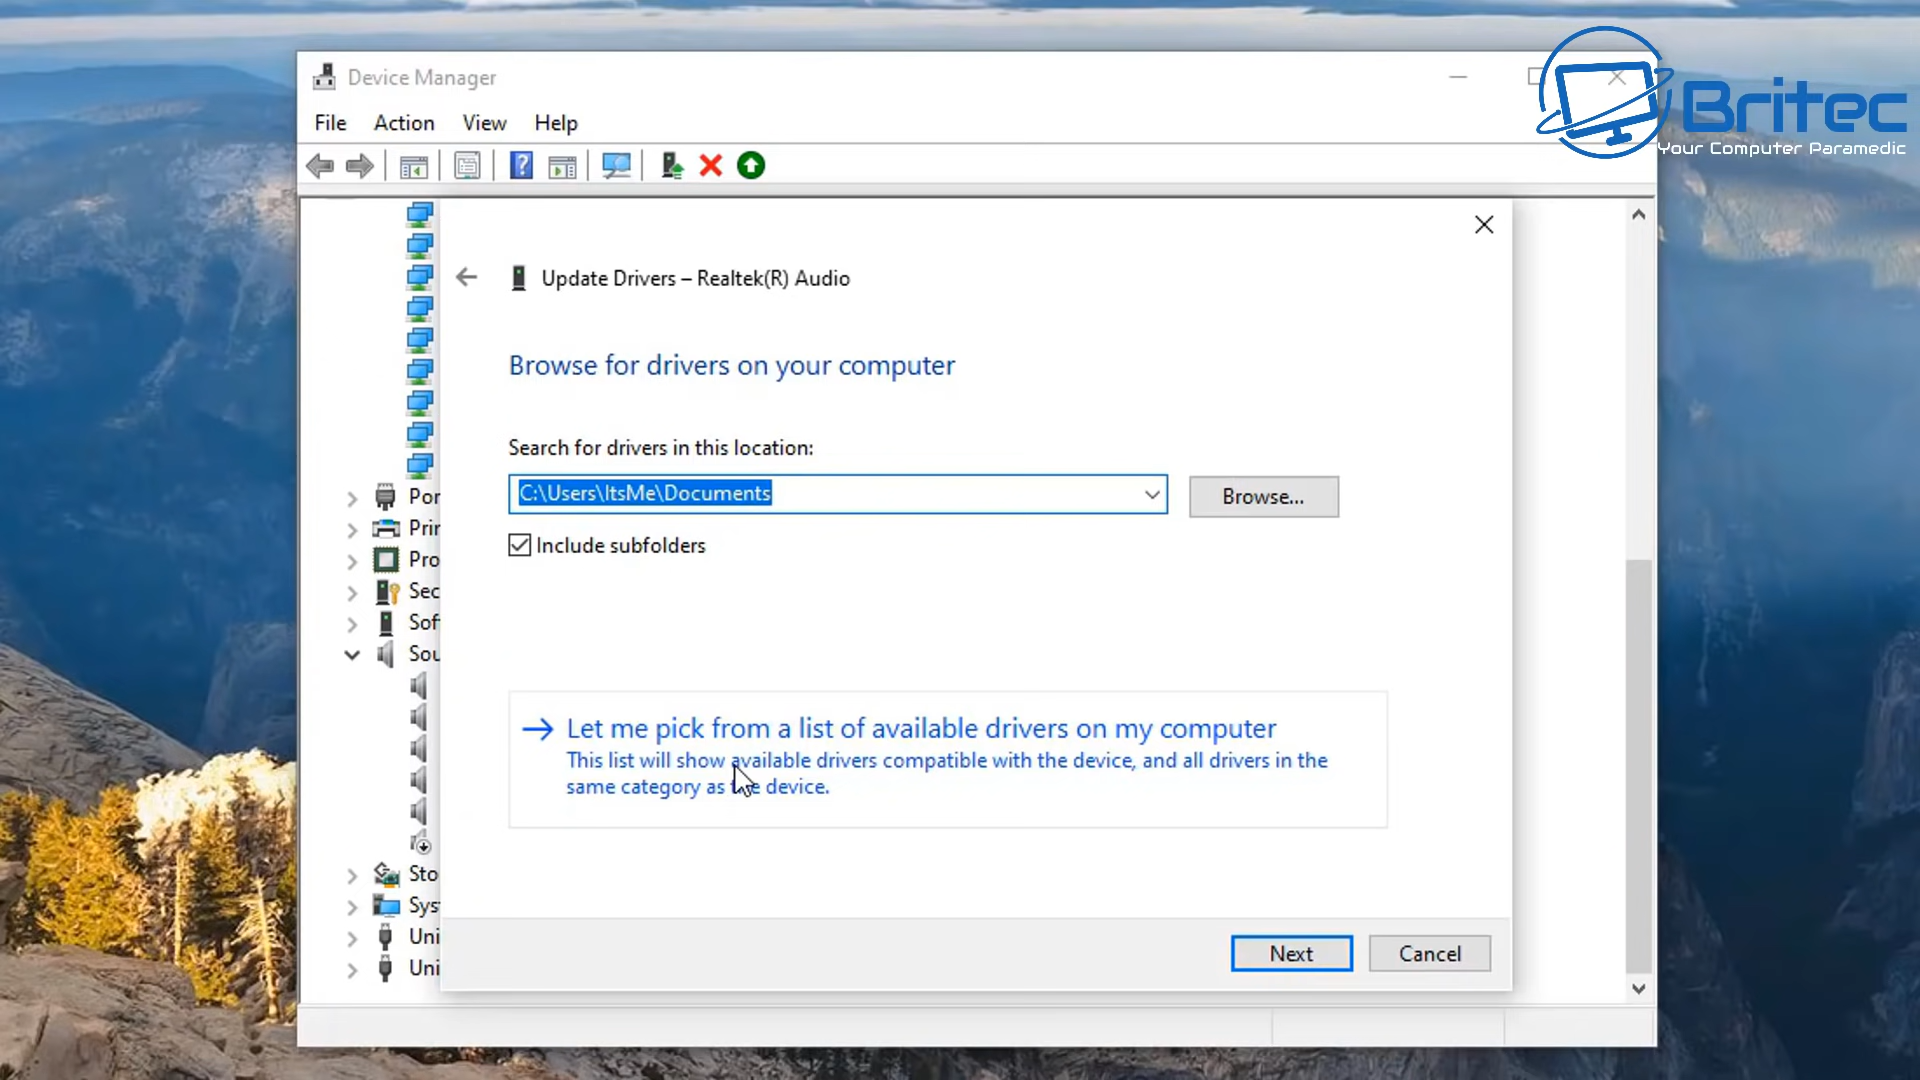 Device Manager
Britec
Your Computer Paramedic
File Action View Help
Update Drivers – Realtek(R) Audio
Browse for drivers on your computer
Search for drivers in this location:
C:\Users\ItsMe\Documents
Browse...
Include subfolders
Por
Prin
Pro
Sec
Sof
Sou
Let me pick from a list of available drivers on my computer
This list will show available drivers compatible with the device, and all drivers in the
same category as the device.
Sto
Sys
Uni
Uni
Next
Cancel